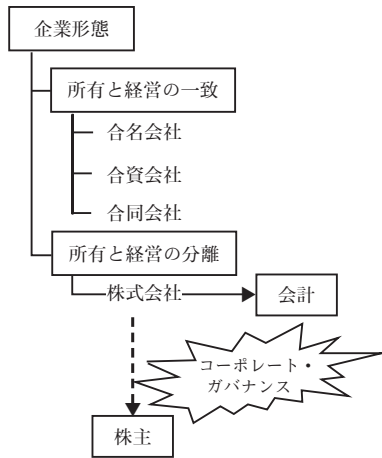 企業形態
所有と経営の一致
合名会社
合資会社
合同会社
所有と経営の分離
株式会社
会計
コーポレート・
ガバナンス
株主